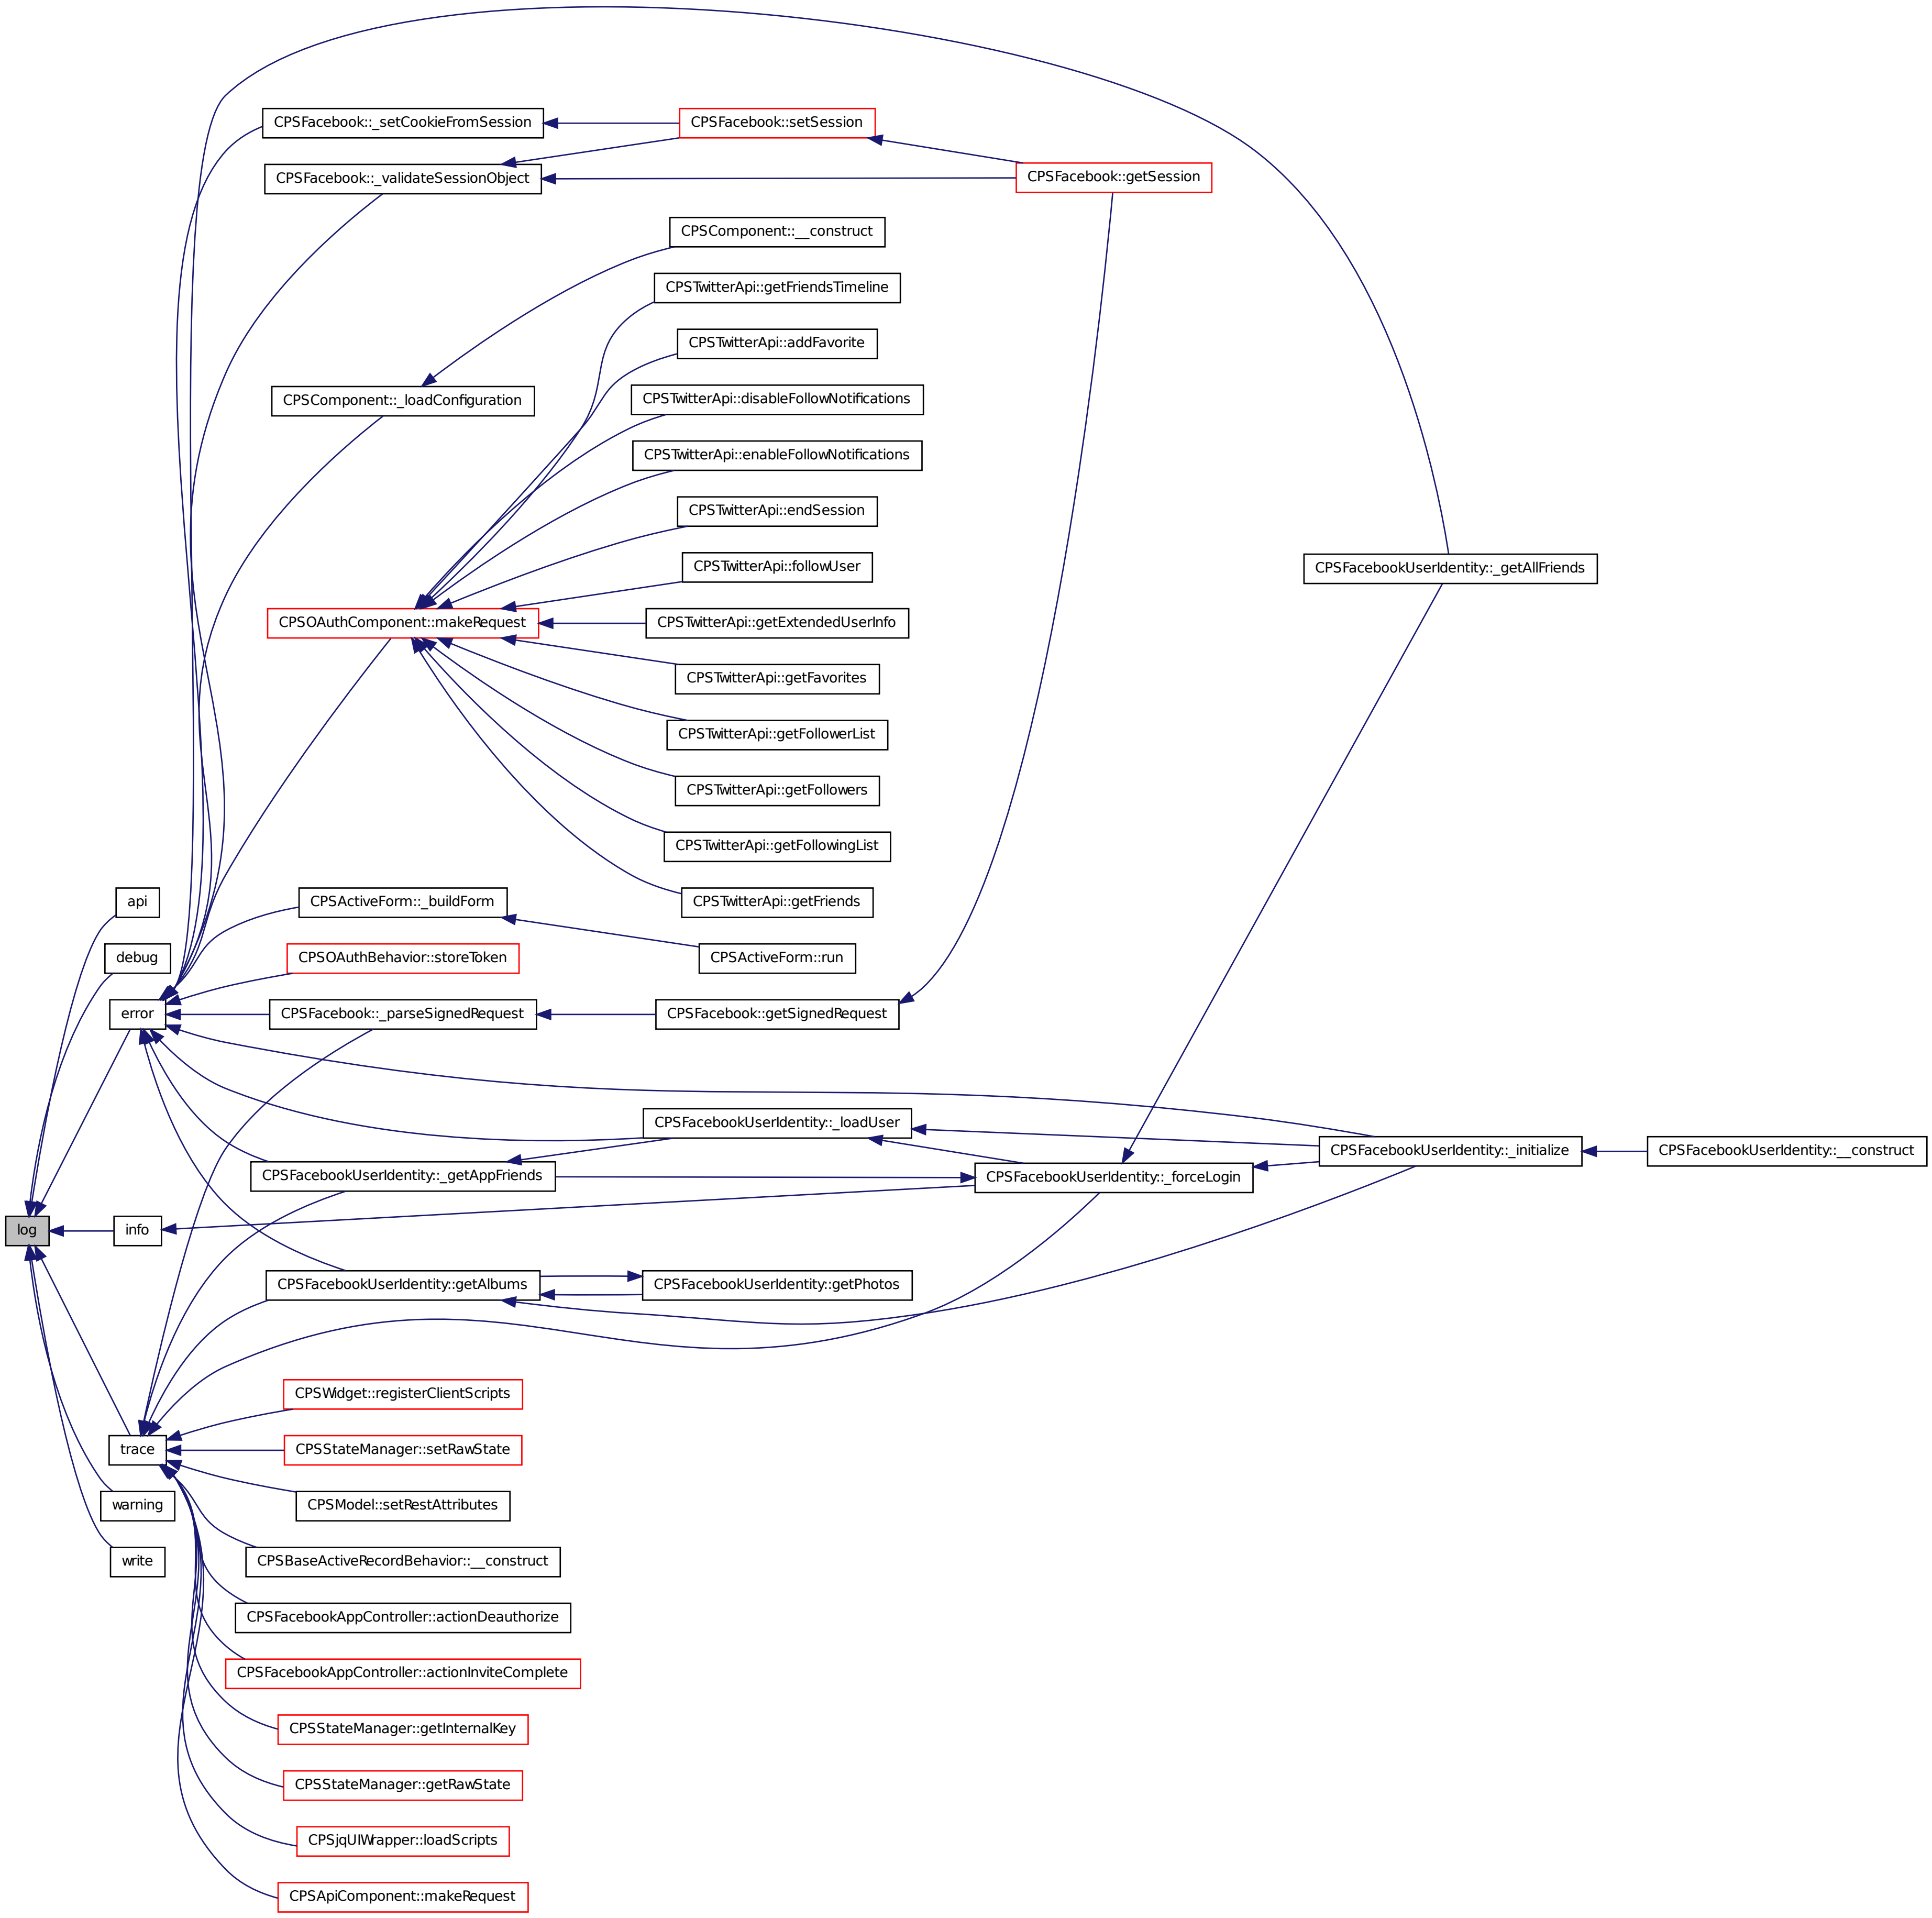 CPSFacebook::_setCookieFromSession
CPSFacebook::setSession
CPSFacebook::_validateSessionObject
CPSFacebook::getSession
CPSComponent::__construct
CPSTwitterApi::getFriendsTimeline
CPSTwitterApi::addFavorite
CPSComponent::_loadConfiguration
CPSTwitterApi::disableFollowNotifications
CPSTwitterApi::enableFollowNotifications
CPSTwitterApi::endSession
CPSTwitterApi::followUser
CPSFacebookUserIdentity::_getAllFriends
CPSOAuthComponent::makeRequest
CPSTwitterApi::getExtendedUserInfo
CPSTwitterApi::getFavorites
CPSTwitterApi::getFollowerList
CPSTwitterApi::getFollowers
CPSTwitterApi::getFollowingList
api
CPSActiveForm::_buildForm
CPSTwitterApi::getFriends
debug
CPSOAuthBehavior::storeToken
CPSActiveForm::run
error
CPSFacebook::_parseSignedRequest
CPSFacebook::getSignedRequest
CPSFacebookUserIdentity::_loadUser
CPSFacebookUserIdentity::_initialize
CPSFacebookUserIdentity::__construct
CPSFacebookUserIdentity::_getAppFriends
CPSFacebookUserIdentity::_forceLogin
log
info
CPSFacebookUserIdentity::getAlbums
CPSFacebookUserIdentity::getPhotos
CPSWidget::registerClientScripts
trace
CPSStateManager::setRawState
warning
CPSModel::setRestAttributes
write
CPSBaseActiveRecordBehavior::__construct
CPSFacebookAppController::actionDeauthorize
CPSFacebookAppController::actionInviteComplete
CPSStateManager::getInternalKey
CPSStateManager::getRawState
CPSjqUIWrapper::loadScripts
CPSApiComponent::makeRequest